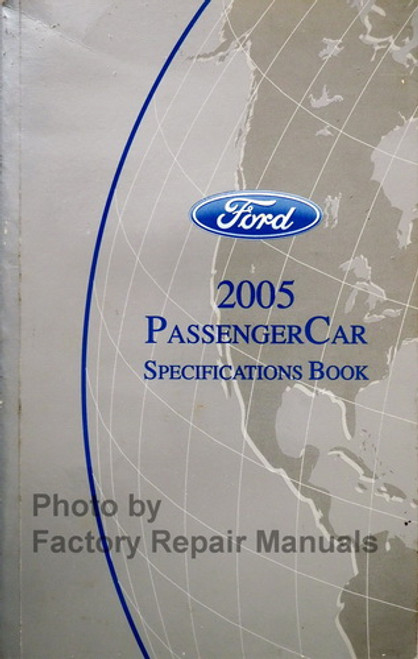 Ford
2005
PASSENGERCAR
SPECIFICATIONS BOOK
Photo by
Factory Repair Manuals